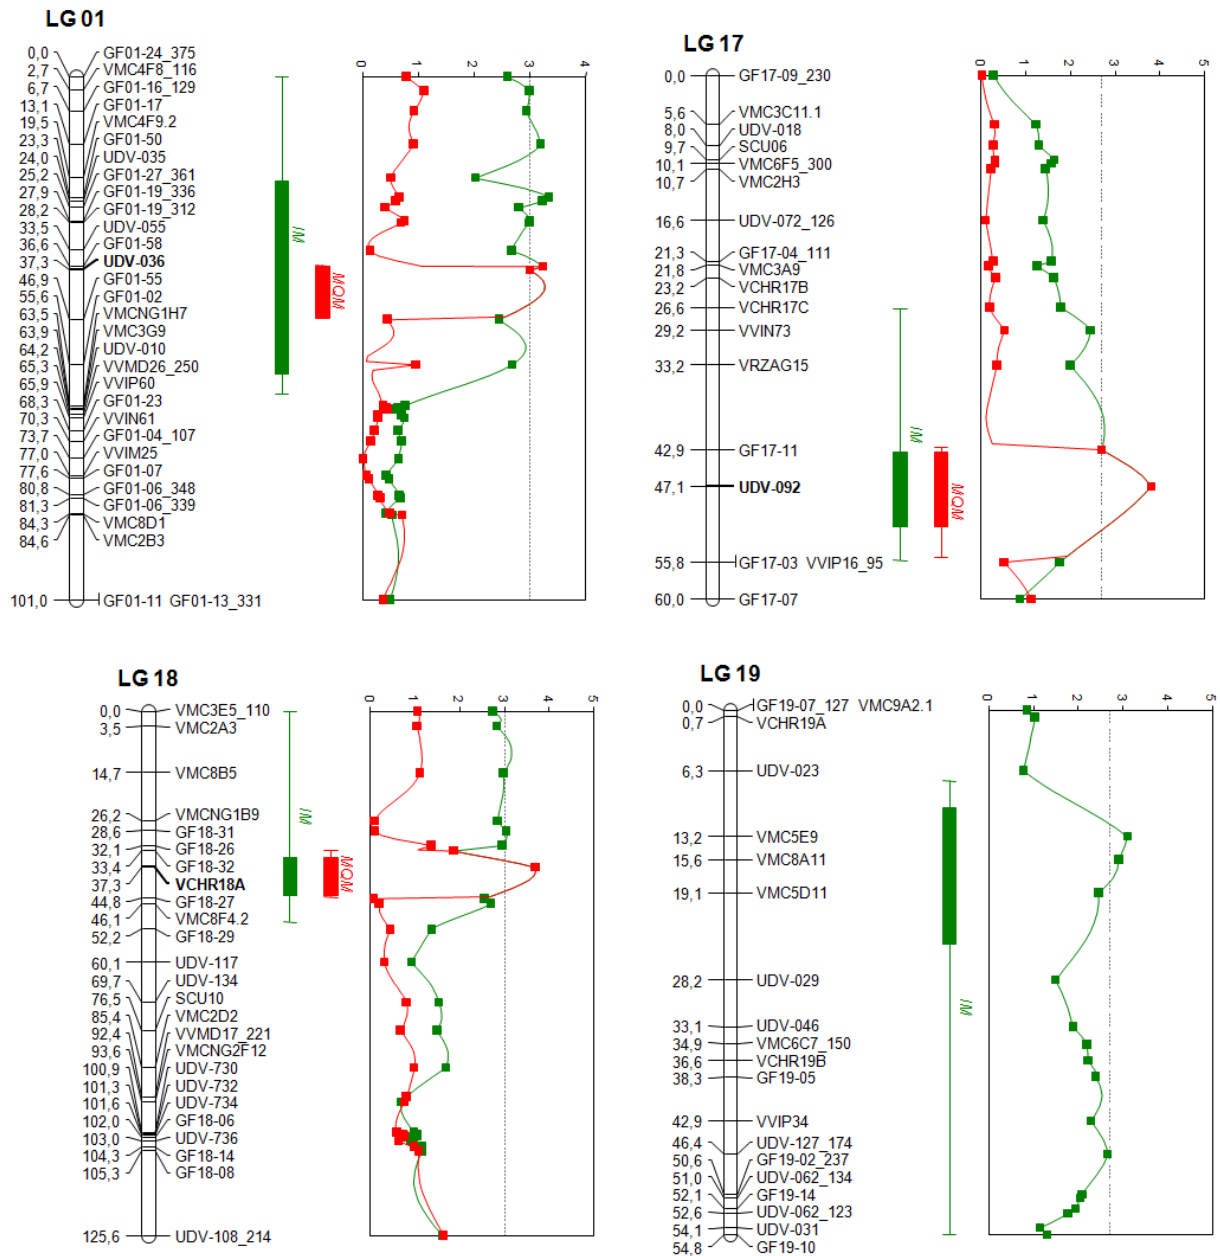 LG 01
0 1 2 3 4
0,0 GF01-24_375
2,7 VMC4F8_116
6,7 GF01-16_129
13,1 GF01-17
19,5 VMC4F9.2
23,3 GF01-50
24,0 UDV-035
25,2 GF01-27_361
27,9 GF01-19_336
28,2 GF01-19_312
33,5 UDV-055
36,6 GF01-58
37,3 UDV-036
46,9 GF01-55
55,6 GF01-02
63,5 VMCNG1H7
63,9 VMC3G9
64,2 UDV-010
65,3 VVMD26_250
65,9 VVIP60
68,3 GF01-23
70,3 VVIN61
73,7 GF01-04_107
77,0 VVIM25
77,6 GF01-07
80,8 GF01-06_348
81,3 GF01-06_339
84,3 VMC8D1
84,6 VMC2B3
101,0 GF01-11 GF01-13_331
IM
MQM
LG 17
0 1 2 3 4 5
0,0 GF17-09_230
5,6 VMC3C11.1
8,0 UDV-018
9,7 SCU06
10,1 VMC6F5_300
10,7 VMC2H3
16,6 UDV-072_126
21,3 GF17-04_111
21,8 VMC3A9
23,2 VCHR17B
26,6 VCHR17C
29,2 VVIN73
33,2 VRZAG15
42,9 GF17-11
47,1 UDV-092
55,8 GF17-03 VVIP16_95
60,0 GF17-07
IM
MQM
LG 18
0 1 2 3 4 5
0,0 VMC3E5_110
3,5 VMC2A3
14,7 VMC8B5
26,2 VMCNG1B9
28,6 GF18-31
32,1 GF18-26
33,4 GF18-32
37,3 VCHR18A
44,8 GF18-27
46,1 VMC8F4.2
52,2 GF18-29
60,1 UDV-117
69,7 UDV-134
76,5 SCU10
85,4 VMC2D2
92,4 VVMD17_221
93,6 VMCNG2F12
100,9 UDV-730
101,3 UDV-732
101,6 UDV-734
102,0 GF18-06
103,0 UDV-736
104,3 GF18-14
105,3 GF18-08
125,6 UDV-108_214
IM
MQM
LG 19
0 1 2 3 4 5
0,0 GF19-07_127 VMC9A2.1
0,7 VCHR19A
6,3 UDV-023
13,2 VMC5E9
15,6 VMC8A11
19,1 VMC5D11
28,2 UDV-029
33,1 UDV-046
34,9 VMC6C7_150
36,6 VCHR19B
38,3 GF19-05
42,9 VVIP34
46,4 UDV-127_174
50,6 GF19-02_237
51,0 UDV-062_134
52,1 GF19-14
52,6 UDV-062_123
54,1 UDV-031
54,8 GF19-10
IM